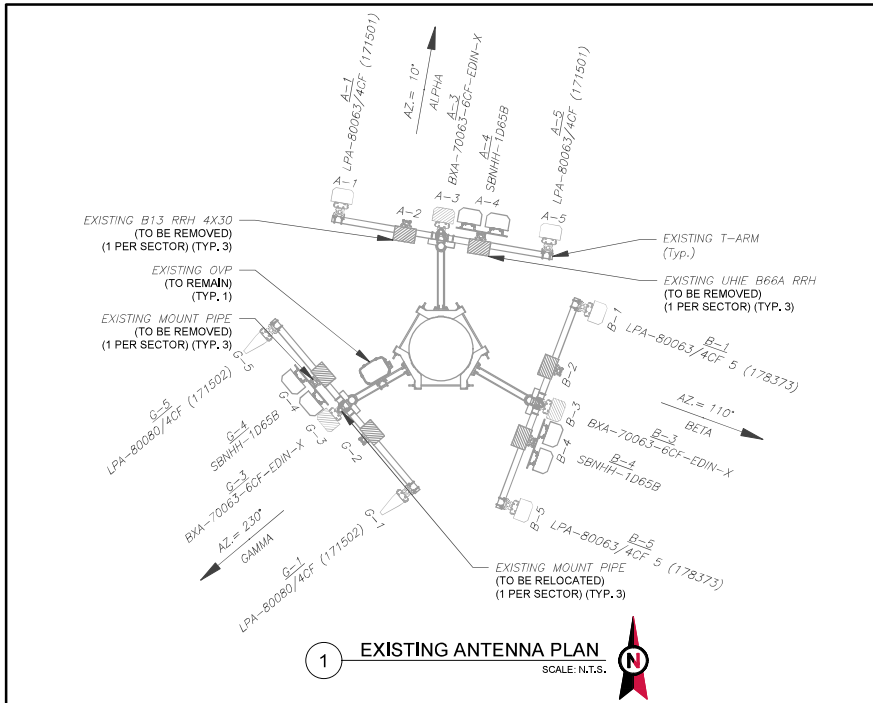 A-1
LPA-80063/4CF (171501)
AZ.= 10°
ALPHA
A-3
BXA-70063-6CF-EDIN-X
A-4
SBNHH-1D65B
A-5
LPA-80063/4CF (171501)
A-1
A-2
A-3
A-4
A-5
EXISTING B13 RRH 4X30
(TO BE REMOVED)
(1 PER SECTOR) (TYP. 3)
EXISTING OVP
(TO REMAIN)
(TYP. 1)
EXISTING MOUNT PIPE
(TO BE REMOVED)
(1 PER SECTOR) (TYP. 3)
EXISTING T-ARM
(Typ.)
EXISTING UHIE B66A RRH
(TO BE REMOVED)
(1 PER SECTOR) (TYP. 3)
B-1
B-1
LPA-80063/4CF 5 (178373)
B-2
AZ.= 110°
BETA
B-3
B-3
BXA-70063-6CF-EDIN-X
B-4
B-4
SBNHH-1D65B
B-5
B-5
LPA-80063/4CF 5 (178373)
G-5
G-5
LPA-80080/4CF (171502)
G-4
G-4
SBNHH-1D65B
G-3
G-3
BXA-70063-6CF-EDIN-X
G-2
AZ.= 230°
GAMMA
G-1
G-1
LPA-80080/4CF (171502)
EXISTING MOUNT PIPE
(TO BE RELOCATED)
(1 PER SECTOR) (TYP. 3)
1
EXISTING ANTENNA PLAN
SCALE: N.T.S.
N